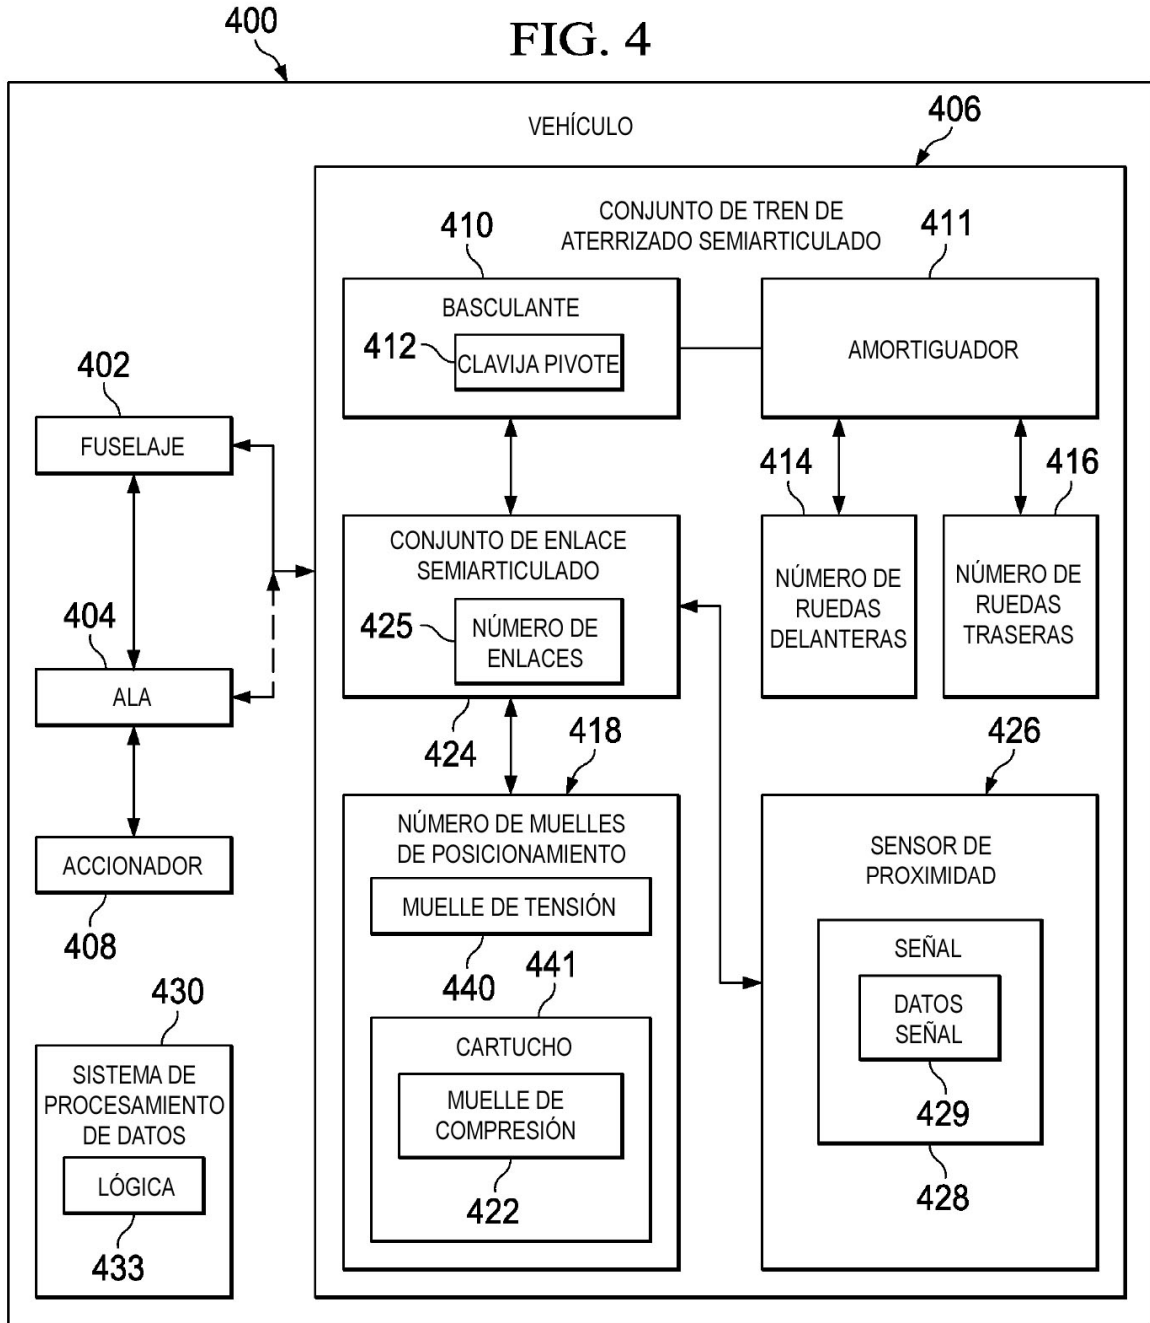 400
FIG. 4
VEHÍCULO
406
CONJUNTO DE TREN DE
ATERRIZADO SEMIARTICULADO
410
411
BASCULANTE
412
CLAVIJA PIVOTE
AMORTIGUADOR
402
FUSELAJE
414
416
CONJUNTO DE ENLACE
SEMIARTICULADO
425
NÚMERO DE
ENLACES
NÚMERO DE
RUEDAS
DELANTERAS
NÚMERO DE
RUEDAS
TRASERAS
404
ALA
424
418
426
NÚMERO DE MUELLES
DE POSICIONAMIENTO
SENSOR DE
PROXIMIDAD
ACCIONADOR
408
MUELLE DE TENSIÓN
440
441
SEÑAL
DATOS
SEÑAL
429
428
430
SISTEMA DE
PROCESAMIENTO
DE DATOS
LÓGICA
433
CARTUCHO
MUELLE DE
COMPRESIÓN
422